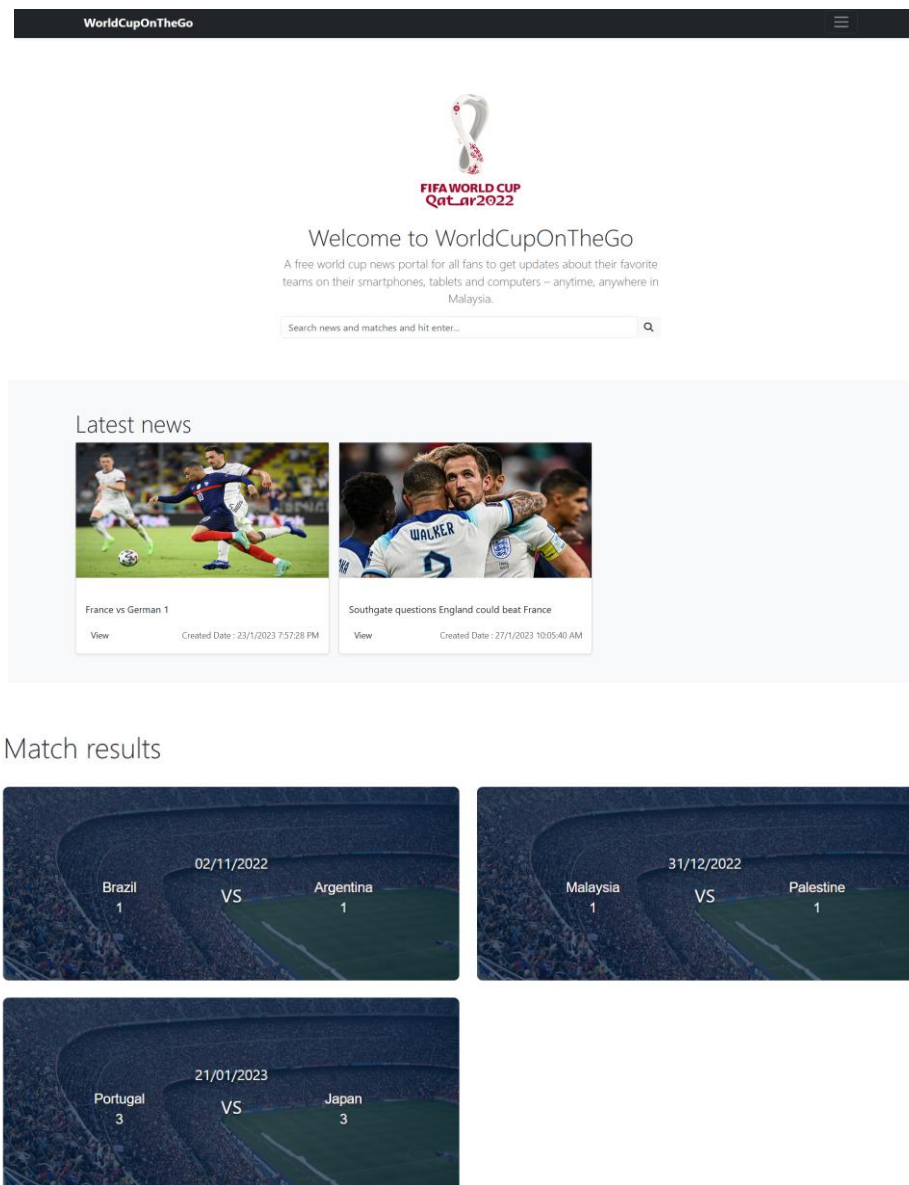 WorldCupOnTheGo
FIFA WORLD CUP
Qatar2022
Welcome to WorldCupOnTheGo
A free world cup news portal for all fans to get updates about their favorite
teams on their smartphones, tablets and computers – anytime, anywhere in
Malaysia.
Search news and matches and hit enter...
Latest news
WALKER
2
France vs German 1
Southgate questions England could beat France
View
Created Date : 23/1/2023 7:57:28 PM
View
Created Date : 27/1/2023 10:05:40 AM
Match results
02/11/2022
Brazil
VS
Argentina
1
1
31/12/2022
Malaysia
VS
Palestine
1
1
21/01/2023
Portugal
VS
Japan
3
3